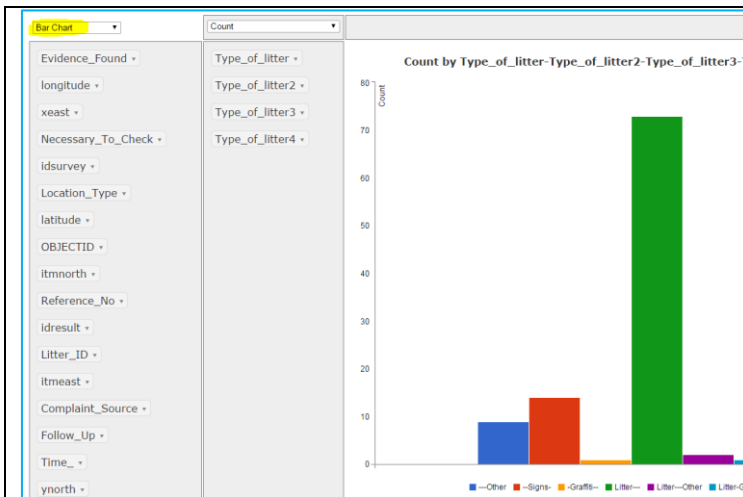 Bar Chart
Count
Evidence_Found
longitude
xeast
Necessary_To_Check
idsurvey
Location_Type
latitude
OBJECTID
itmnorth
Reference_No
idresult
Litter_ID
itmeast
Complaint_Source
Follow_Up
Time_
ynorth
Type_of_litter
Type_of_litter2
Type_of_litter3
Type_of_litter4
Count by Type_of_litter-Type_of_litter2-Type_of_litter3-
Count
80
70
60
50
40
30
20
10
0
---Other --Signs- -Graffiti-- Litter--- Litter---Other Litter-G